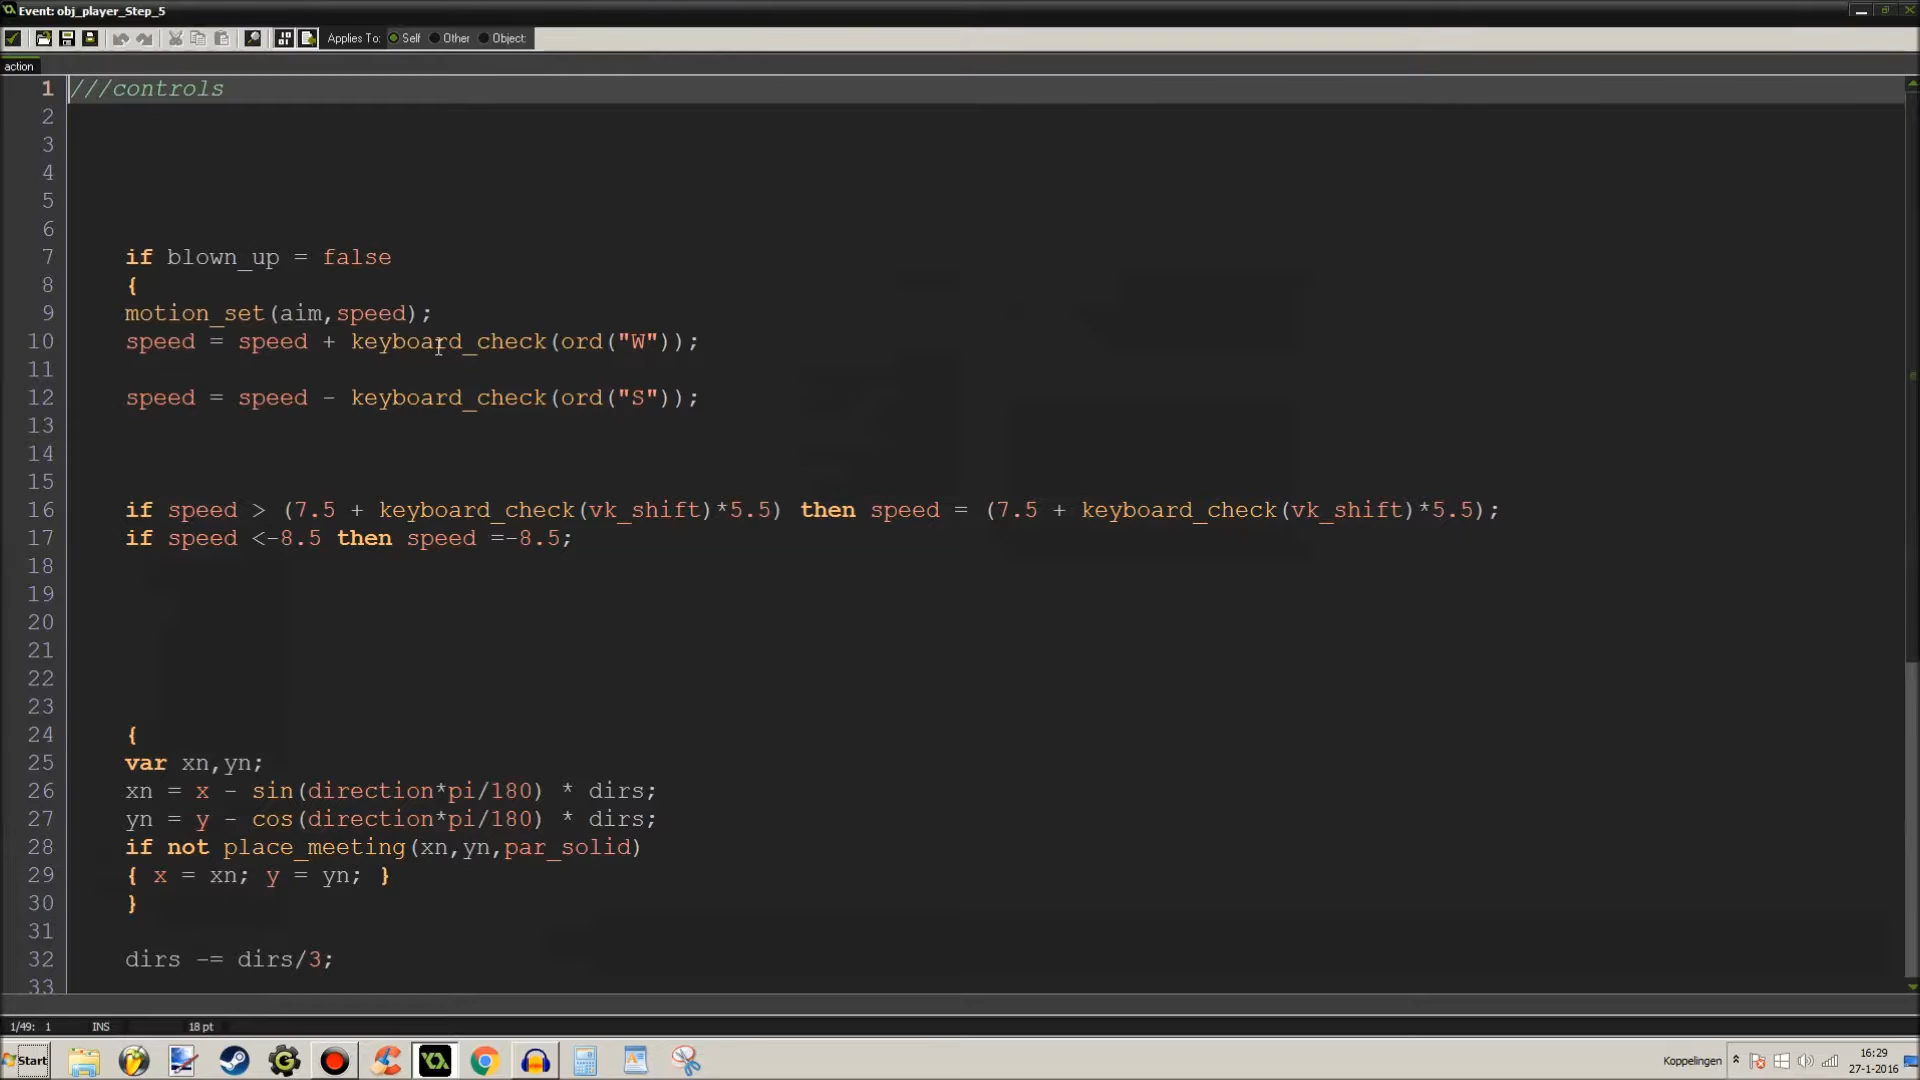 Event: obj_player_Step_5
Applies To: Self Other Object:
action
1 ///controls
2
3
4
5
6
7 if blown_up = false
8 {
9 motion_set(aim,speed);
10 speed = speed + keyboard_check(ord("W"));
11
12 speed = speed - keyboard_check(ord("S"));
13
14
15
16 if speed > (7.5 + keyboard_check(vk_shift)*5.5) then speed = (7.5 + keyboard_check(vk_shift)*5.5);
17 if speed <-8.5 then speed =-8.5;
18
19
20
21
22
23
24 {
25 var xn,yn;
26 xn = x - sin(direction*pi/180) * dirs;
27 yn = y - cos(direction*pi/180) * dirs;
28 if not place_meeting(xn,yn,par_solid)
29 { x = xn; y = yn; }
30 }
31
32 dirs -= dirs/3;
33
1/49: 1 INS 18 pt
Start Koppelingen 16:29
27-1-2016